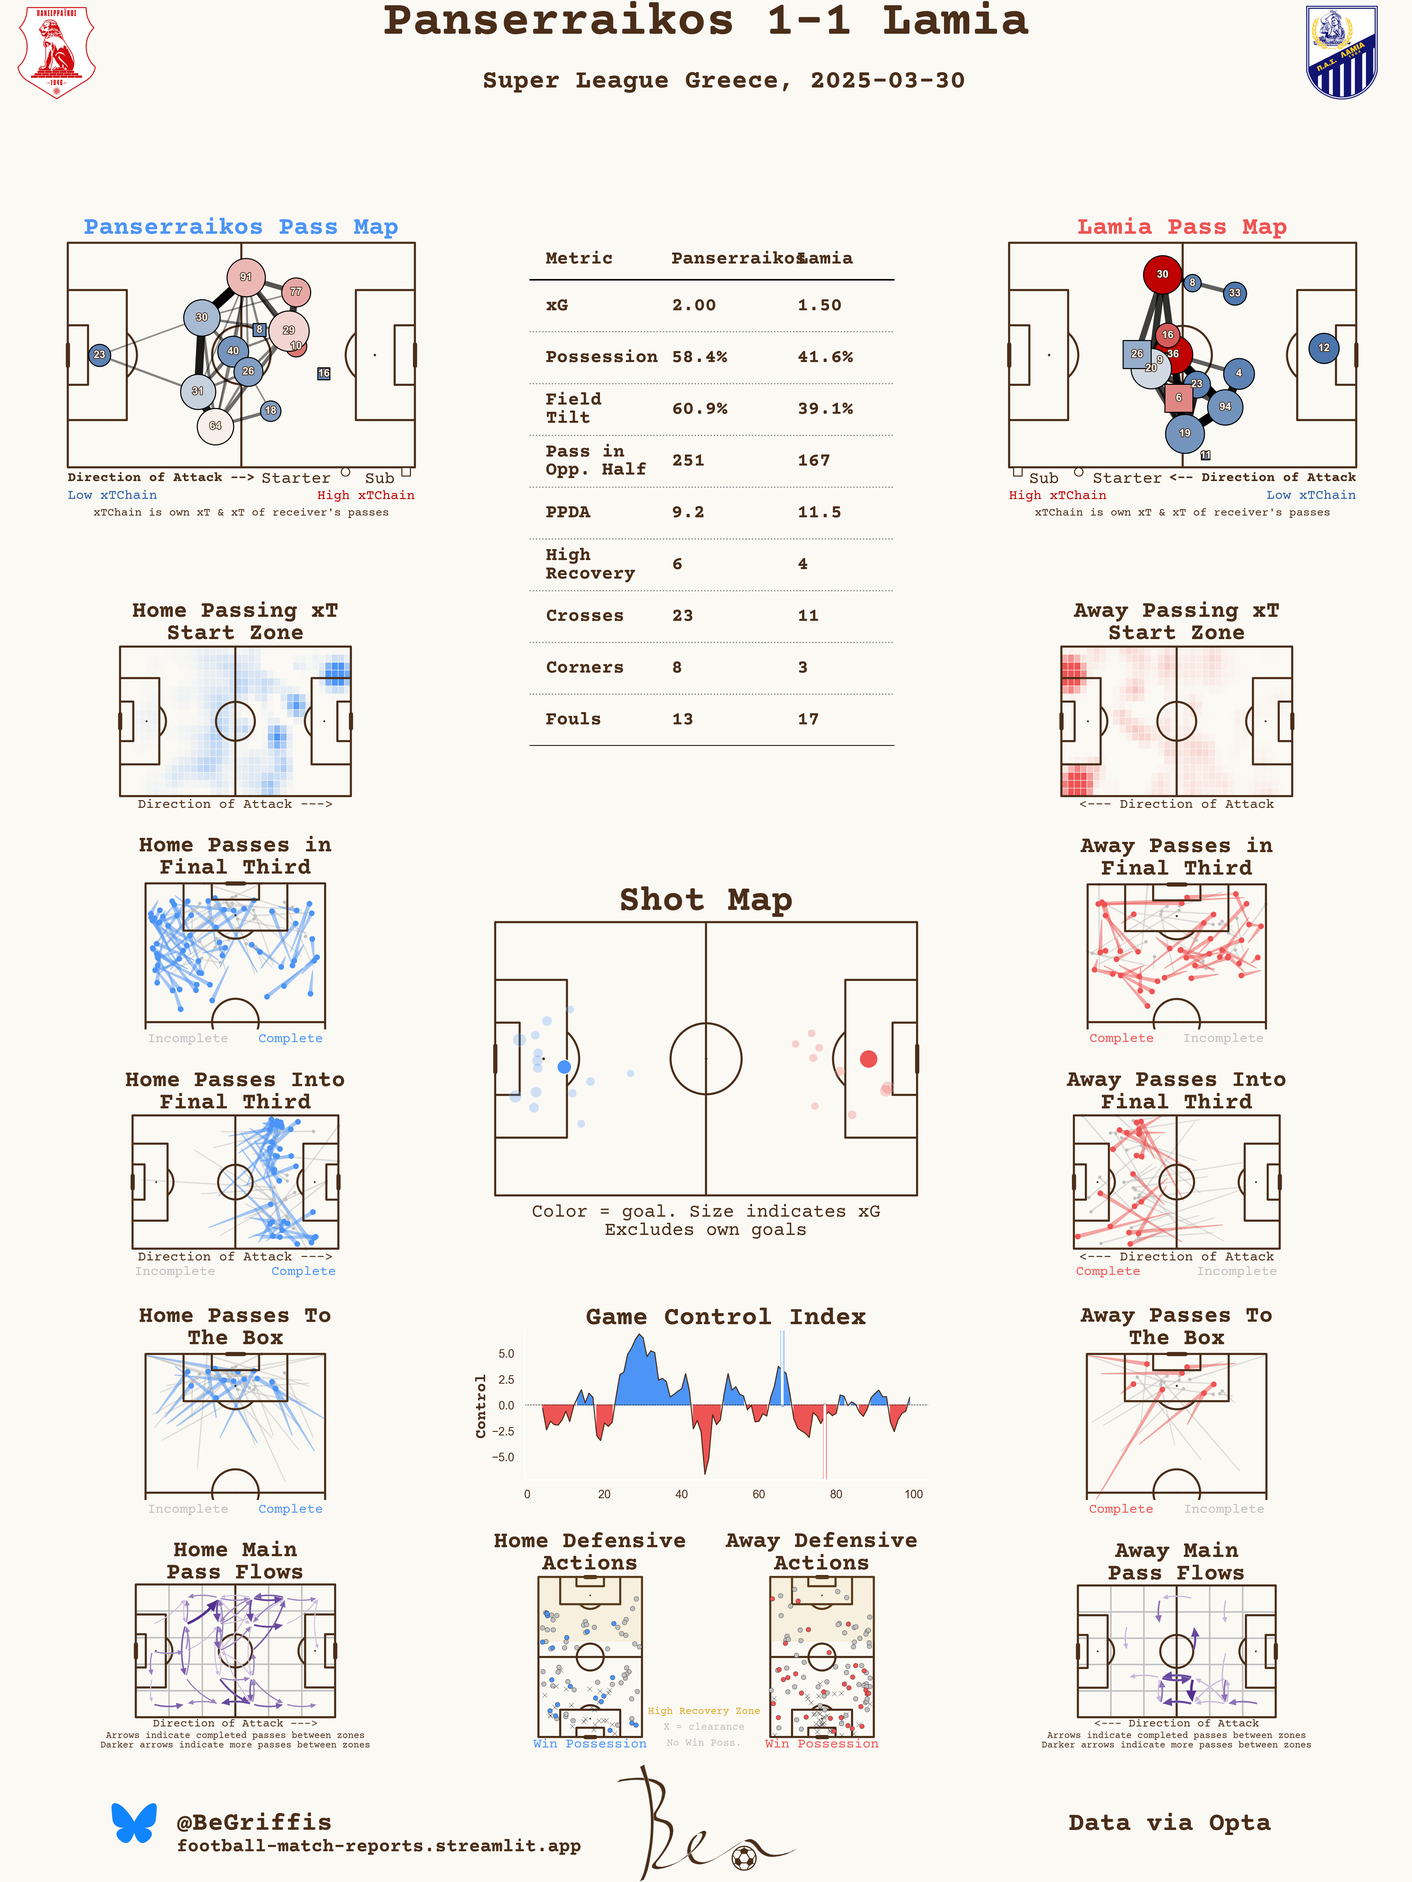 Panserraikos 1-1 Lamia
Super League Greece, 2025-03-30
ΠΑΝΣΕΡΡΑΪΚΟΣ
1946
Π.Α.Σ. ΛΑΜΙΑ
Panserraikos Pass Map
91
77
30
8
29
10
23
40
26
16
31
18
64
Direction of Attack --> Starter Sub
Low xTChain High xTChain
xTChain is own xT & xT of receiver's passes
Metric Panserraikos Lamia
xG 2.00 1.50
Possession 58.4% 41.6%
Field
Tilt 60.9% 39.1%
Pass in
Opp. Half 251 167
PPDA 9.2 11.5
High
Recovery 6 4
Crosses 23 11
Corners 8 3
Fouls 13 17
Lamia Pass Map
30
8
33
16
26
9
36
12
20
4
23
6
94
19
11
Sub Starter <-- Direction of Attack
High xTChain Low xTChain
xTChain is own xT & xT of receiver's passes
Home Passing xT
Start Zone
Direction of Attack --->
Away Passing xT
Start Zone
<--- Direction of Attack
Home Passes in
Final Third
Incomplete Complete
Away Passes in
Final Third
Complete Incomplete
Shot Map
Color = goal. Size indicates xG
Excludes own goals
Home Passes Into
Final Third
Direction of Attack --->
Incomplete Complete
Away Passes Into
Final Third
<--- Direction of Attack
Complete Incomplete
Home Passes To
The Box
Incomplete Complete
Game Control Index
Control
5.0
2.5
0.0
−2.5
−5.0
0 20 40 60 80 100
Away Passes To
The Box
Complete Incomplete
Home Main
Pass Flows
Direction of Attack --->
Arrows indicate completed passes between zones
Darker arrows indicate more passes between zones
Home Defensive
Actions
Win Possession
Away Defensive
Actions
Win Possession
High Recovery Zone
X = clearance
No Win Poss.
Away Main
Pass Flows
<--- Direction of Attack
Arrows indicate completed passes between zones
Darker arrows indicate more passes between zones
@BeGriffis
football-match-reports.streamlit.app
Ben
Data via Opta